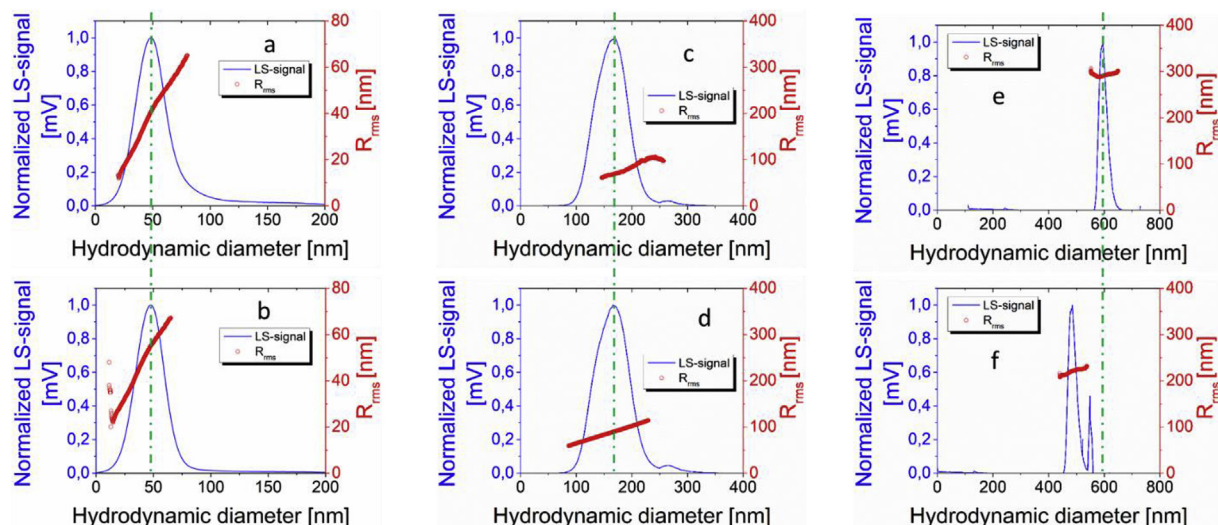 Normalized LS-signal
[mV]
1,0
0,8
0,6
0,4
0,2
0,0
a
LS-signal
Rrms
80
60
40
20
0
Rrms [nm]
0 50 100 150 200
Hydrodynamic diameter [nm]
Normalized LS-signal
[mV]
1,0
0,8
0,6
0,4
0,2
0,0
c
LS-signal
Rrms
400
300
200
100
0
Rrms [nm]
0 100 200 300 400
Hydrodynamic diameter [nm]
Normalized LS-signal
[mV]
1,0
0,8
0,6
0,4
0,2
0,0
LS-signal
Rrms
e
400
300
200
100
0
Rrms [nm]
0 200 400 600 800
Hydrodynamic diameter [nm]
Normalized LS-signal
[mV]
1,0
0,8
0,6
0,4
0,2
0,0
b
LS-signal
Rrms
80
60
40
20
0
Rrms [nm]
0 50 100 150 200
Hydrodynamic diameter [nm]
Normalized LS-signal
[mV]
1,0
0,8
0,6
0,4
0,2
0,0
d
LS-signal
Rrms
400
300
200
100
0
Rrms [nm]
0 100 200 300 400
Hydrodynamic diameter [nm]
Normalized LS-signal
[mV]
1,0
0,8
0,6
0,4
0,2
0,0
LS-signal
Rrms
f
400
300
200
100
0
Rrms [nm]
0 200 400 600 800
Hydrodynamic diameter [nm]